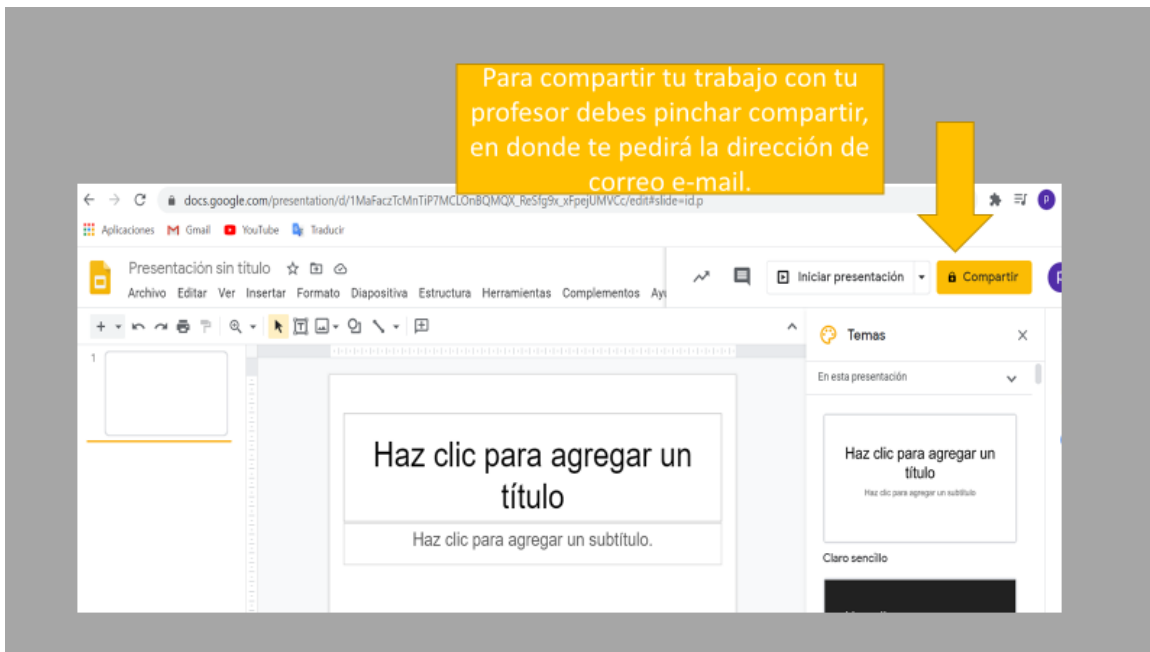 Para compartir tu trabajo con tu
profesor debes pinchar compartir,
en donde te pedirá la dirección de
correo e-mail.
docs.google.com/presentation/d/1MaFaczTcMnTiP7MCLOnBQMQX_ReSfg9x_xFpejUMVCc/edit#slide=id.p
P
Aplicaciones Gmail YouTube Traducir
Presentación sin título
Iniciar presentación Compartir
Archivo Editar Ver Insertar Formato Diapositiva Estructura Herramientas Complementos
Temas
1
En esta presentación
Haz clic para agregar un
título
Haz clic para agregar un subtítulo.
Haz clic para agregar un
título
Haz clic para agregar un subtítulo
Claro sencillo